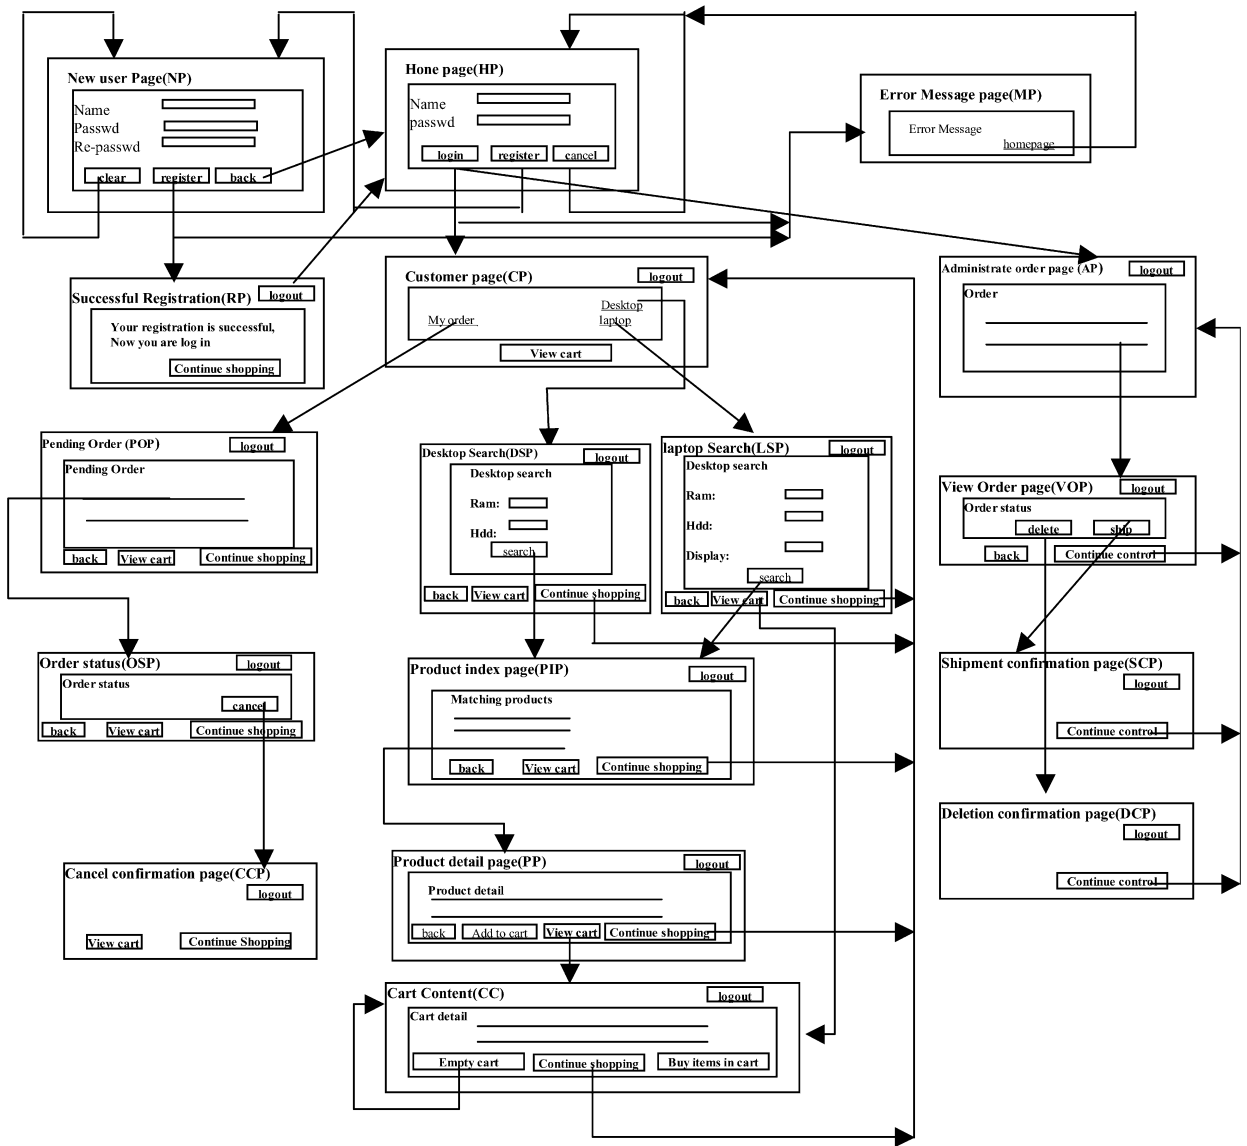 New user Page(NP)
Name
Passwd
Re-passwd
clear
register
back
Hone page(HP)
Name
passwd
login
register
cancel
Error Message page(MP)
Error Message
homepage
Successful Registration(RP)
logout
Your registration is successful,
Now you are log in
Continue shopping
Customer page(CP)
logout
Desktop
My order
laptop
View cart
Administrate order page (AP)
logout
Order
Pending Order (POP)
logout
Pending Order
back
View cart
Continue shopping
Desktop Search(DSP)
logout
Desktop search
Ram:
Hdd:
search
back
View cart
Continue shopping
laptop Search(LSP)
logout
Desktop search
Ram:
Hdd:
Display:
search
back
View cart
Continue shopping
View Order page(VOP)
logout
Order status
delete
ship
back
Continue control
Order status(OSP)
logout
Order status
cancel
back
View cart
Continue shopping
Product index page(PIP)
logout
Matching products
back
View cart
Continue shopping
Shipment confirmation page(SCP)
logout
Continue control
Deletion confirmation page(DCP)
logout
Continue control
Cancel confirmation page(CCP)
logout
View cart
Continue Shopping
Product detail page(PP)
logout
Product detail
back
Add to cart
View cart
Continue shopping
Cart Content(CC)
logout
Cart detail
Empty cart
Continue shopping
Buy items in cart